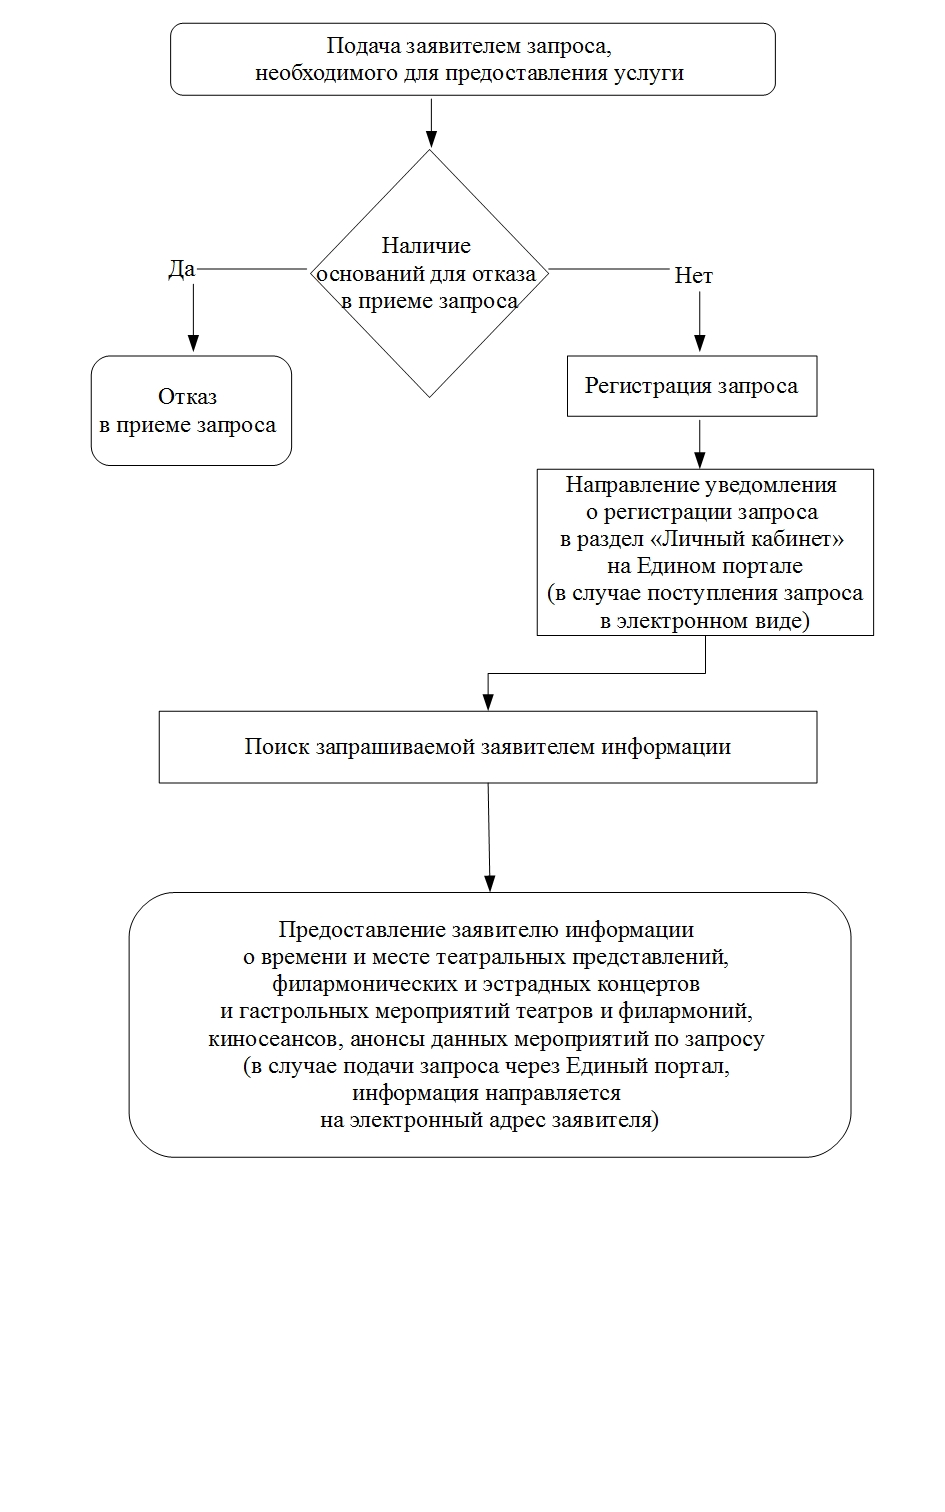 Подача заявителем запроса,
необходимого для предоставления услуги
Наличие
оснований для отказа
в приеме запроса
Да
Нет
Отказ
в приеме запроса
Регистрация запроса
Направление уведомления
о регистрации запроса
в раздел «Личный кабинет»
на Едином портале
(в случае поступления запроса
в электронном виде)
Поиск запрашиваемой заявителем информации
Предоставление заявителю информации
о времени и месте театральных представлений,
филармонических и эстрадных концертов
и гастрольных мероприятий театров и филармоний,
киносеансов, анонсы данных мероприятий по запросу
(в случае подачи запроса через Единый портал,
информация направляется
на электронный адрес заявителя)